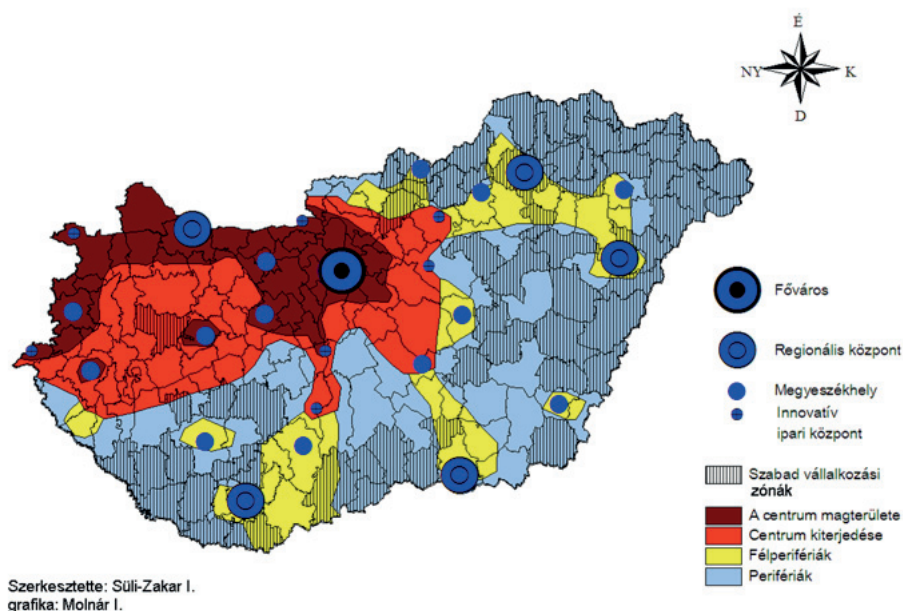 É
NY
K
D
Főváros
Regionális központ
Megyeszékhely
Innovatív
ipari központ
Szabad vállalkozási
zónák
A centrum magterülete
Centrum kiterjedése
Félperifériák
Perifériák
Szerkesztette: Süli-Zakar I.
grafika: Molnár I.